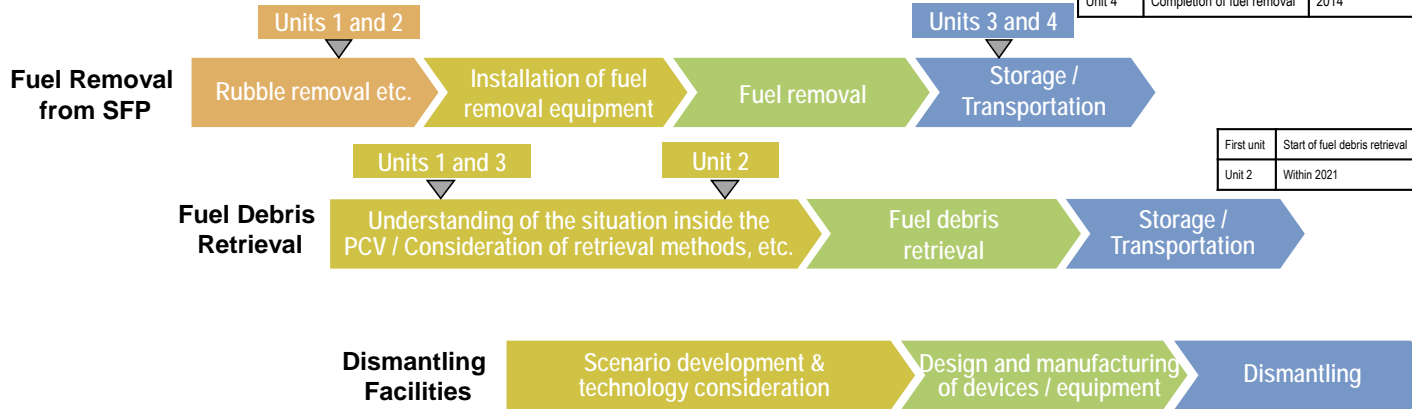 Unit 4 Completion of fuel removal 2014
Units 1 and 2
Units 3 and 4
Fuel Removal
from SFP
Rubble removal etc.
Installation of fuel
removal equipment
Fuel removal
Storage /
Transportation
First unit Start of fuel debris retrieval
Unit 2 Within 2021
Units 1 and 3
Unit 2
Fuel Debris
Retrieval
Understanding of the situation inside the
PCV / Consideration of retrieval methods, etc.
Fuel debris
retrieval
Storage /
Transportation
Dismantling
Facilities
Scenario development &
technology consideration
Design and manufacturing
of devices / equipment
Dismantling